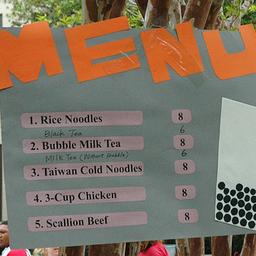 MENU
1. Rice Noodles 8
Black Tea 6
2. Bubble Milk Tea 8
Milk Tea (Without Bubble) 6
3. Taiwan Cold Noodles 8
4. 3-Cup Chicken 8
5. Scallion Beef 8